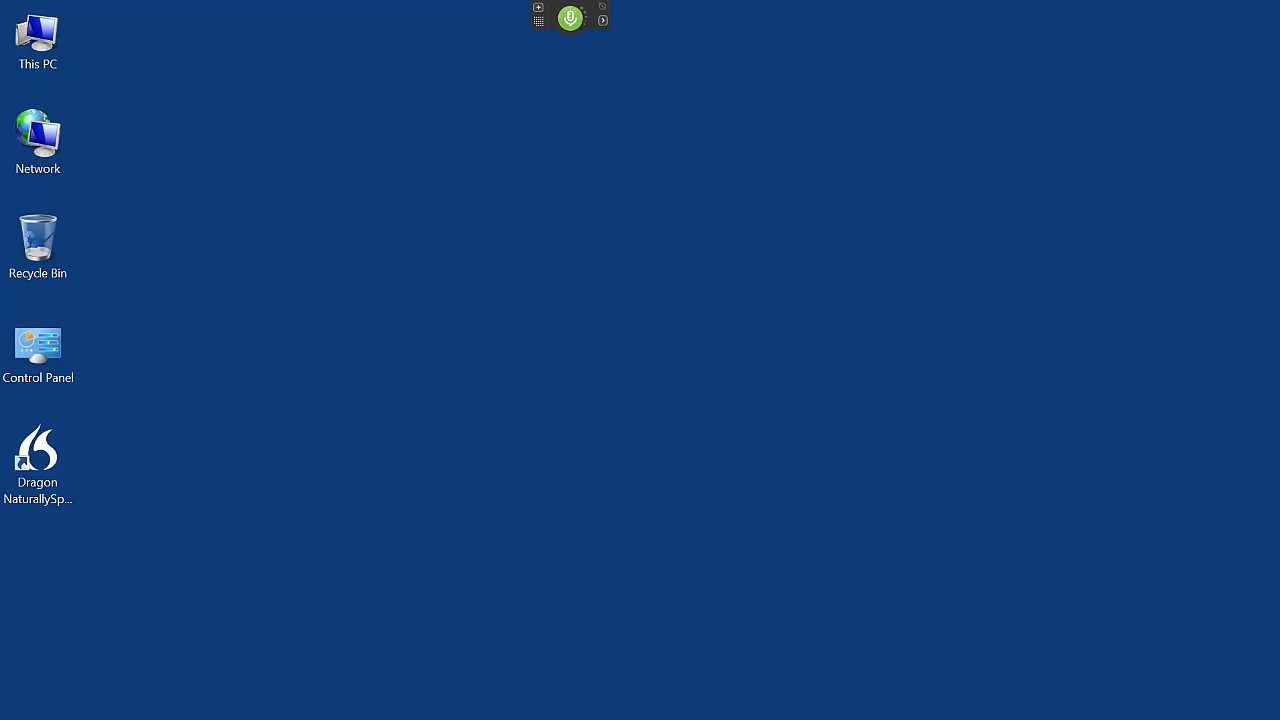 This PC
Network
Recycle Bin
Control Panel
Dragon
NaturallySp...